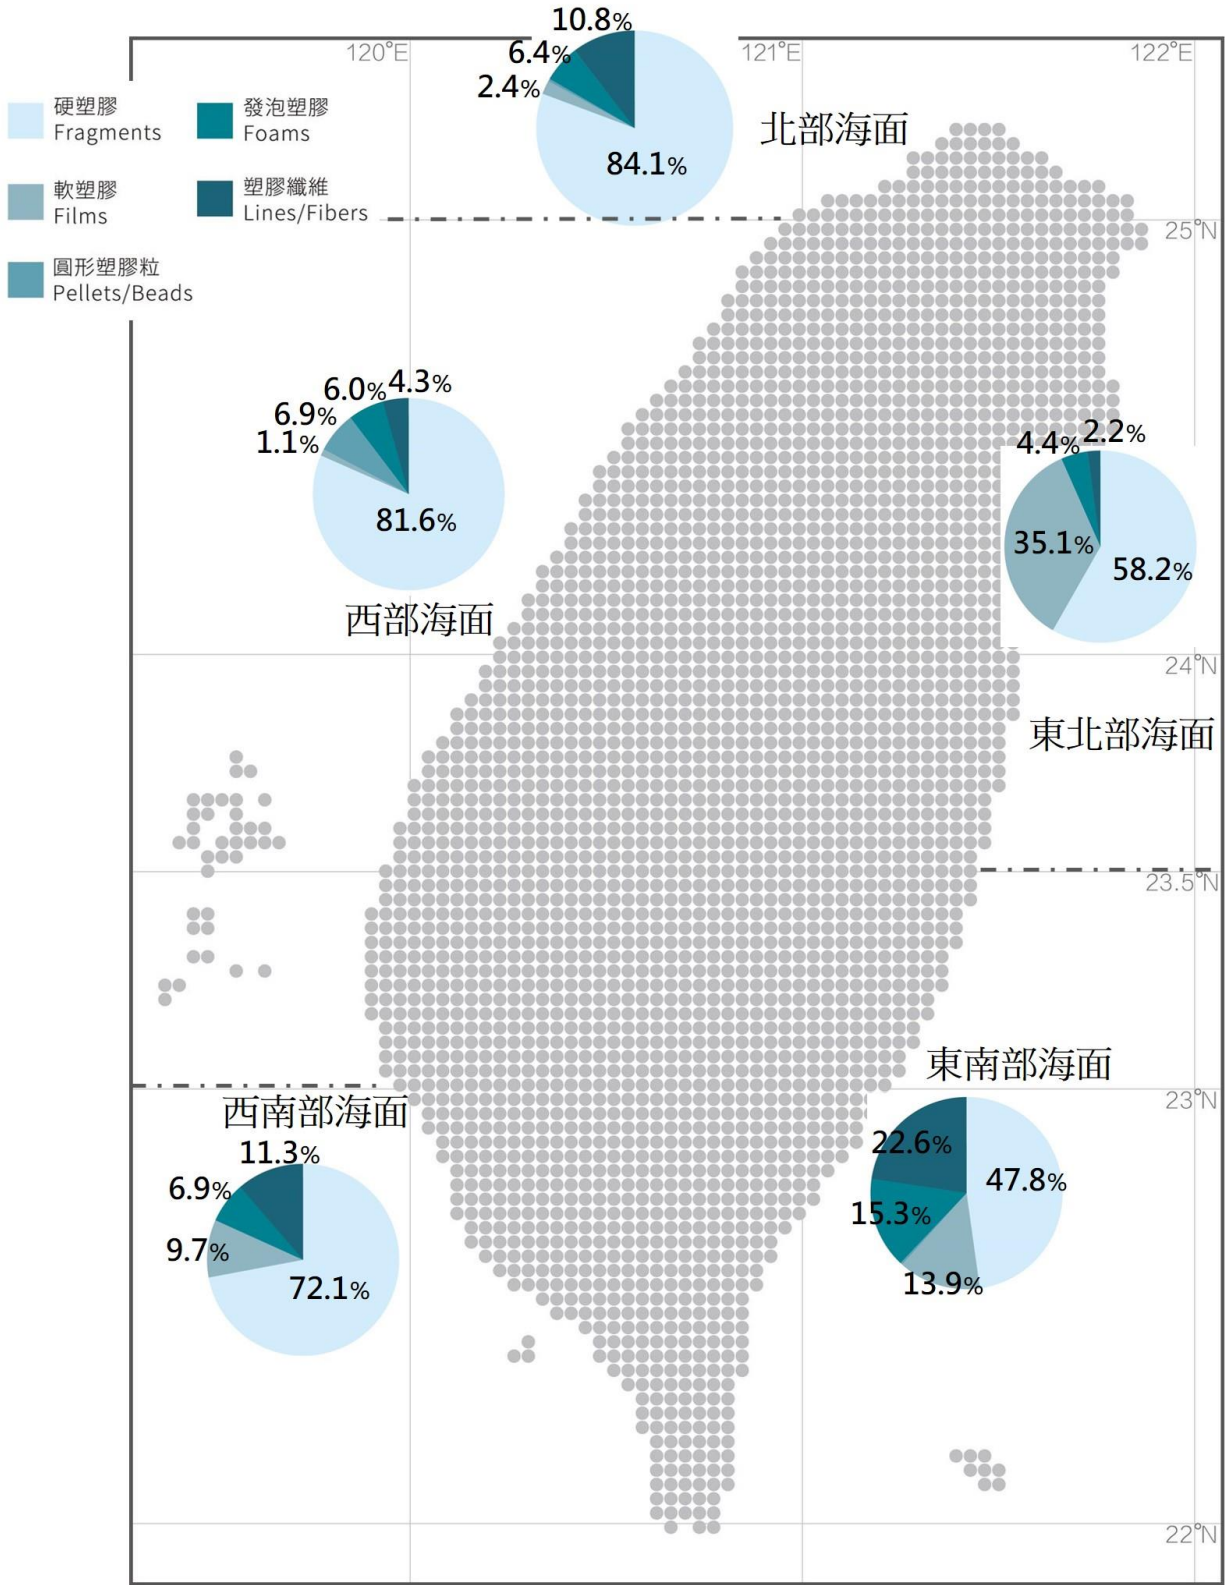 120°E
121°E
122°E
硬塑膠
Fragments
發泡塑膠
Foams
軟塑膠
Films
塑膠纖維
Lines/Fibers
圓形塑膠粒
Pellets/Beads
10.8%
6.4%
2.4%
84.1%
北部海面
25°N
6.0%
4.3%
6.9%
1.1%
81.6%
西部海面
4.4%
2.2%
35.1%
58.2%
24°N
東北部海面
23.5°N
東南部海面
23°N
22.6%
47.8%
15.3%
13.9%
西南部海面
11.3%
6.9%
9.7%
72.1%
22°N